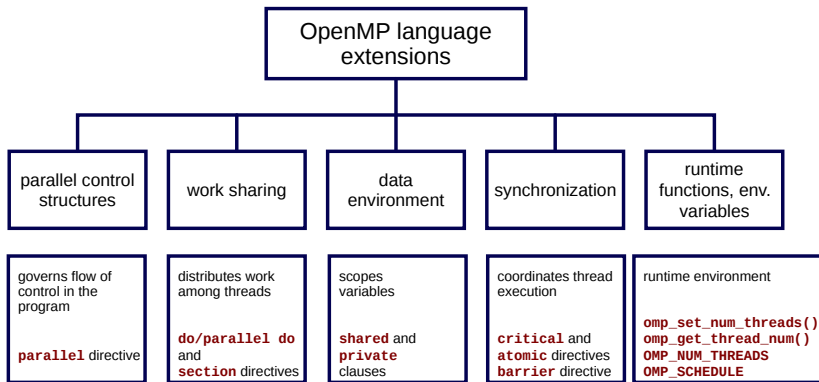 OpenMP language
extensions
parallel control
structures
work sharing
data
environment
synchronization
runtime
functions, env.
variables
governs flow of
control in the
program
parallel directive
distributes work
among threads
do/parallel do
and
section directives
scopes
variables
shared and
private
clauses
coordinates thread
execution
critical and
atomic directives
barrier directive
runtime environment
omp_set_num_threads()
omp_get_thread_num()
OMP_NUM_THREADS
OMP_SCHEDULE